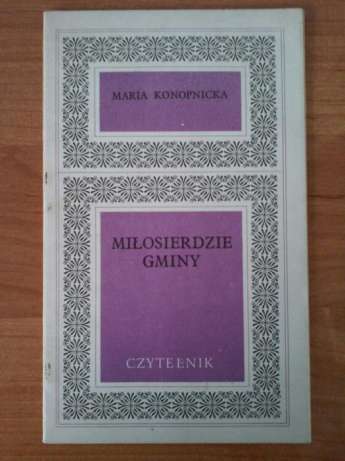 MARIA KONOPNICKA
MIŁOSIERDZIE
GMINY
CZYTELNIK